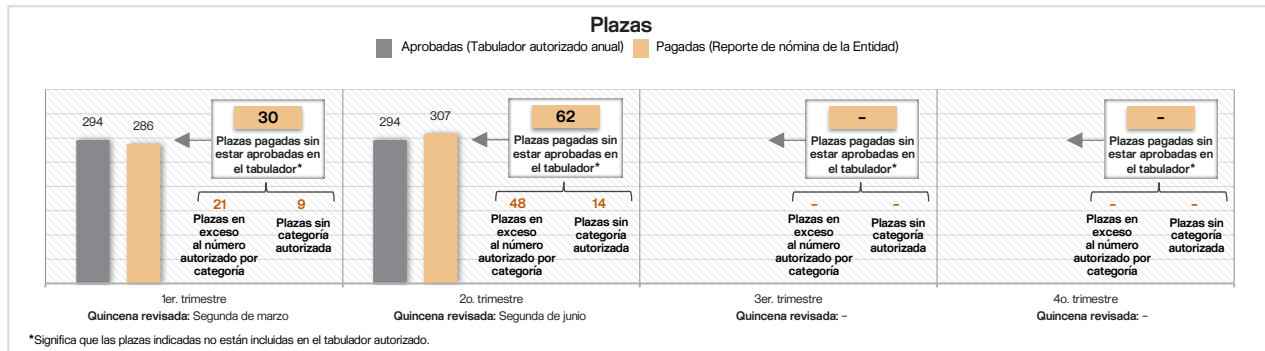 Plazas
Aprobadas (Tabulador autorizado anual)
Pagadas (Reporte de nómina de la Entidad)
294
286
30
Plazas pagadas sin
estar aprobadas en
el tabulador*
21
Plazas en
exceso
al número
autorizado por
categoría
9
Plazas sin
categoría
autorizada
1er. trimestre
Quincena revisada: Segunda de marzo
294
307
62
Plazas pagadas sin
estar aprobadas en
el tabulador*
48
Plazas en
exceso
al número
autorizado por
categoría
14
Plazas sin
categoría
autorizada
2o. trimestre
Quincena revisada: Segunda de junio
-
Plazas pagadas sin
estar aprobadas en
el tabulador*
-
Plazas en
exceso
al número
autorizado por
categoría
-
Plazas sin
categoría
autorizada
3er. trimestre
Quincena revisada: -
-
Plazas pagadas sin
estar aprobadas en
el tabulador*
-
Plazas en
exceso
al número
autorizado por
categoría
-
Plazas sin
categoría
autorizada
4o. trimestre
Quincena revisada: -
*Significa que las plazas indicadas no están incluidas en el tabulador autorizado.